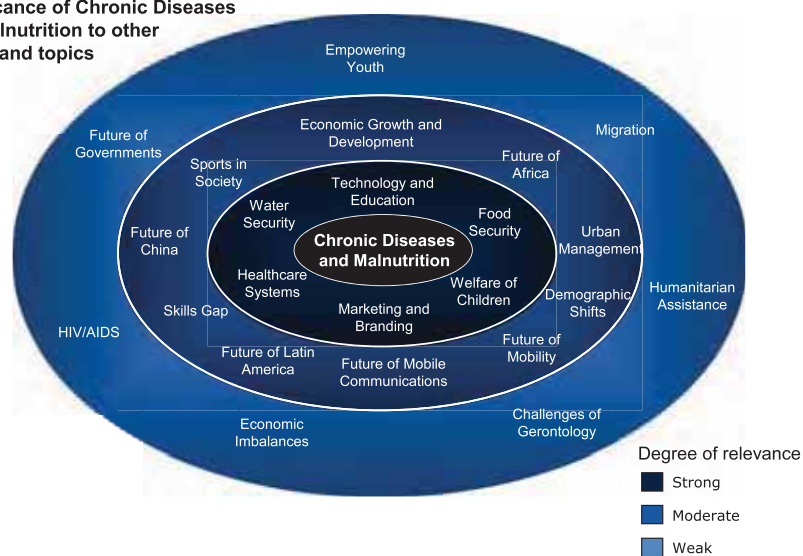 cance of Chronic Diseases
lnutrition to other
and topics
Empowering
Youth
Future of
Governments
Economic Growth and
Development
Migration
Sports in
Society
Future of
Africa
Technology and
Education
Water
Security
Food
Security
Future of
China
Chronic Diseases
and Malnutrition
Urban
Management
Healthcare
Systems
Welfare of
Children
Humanitarian
Assistance
Skills Gap
Marketing and
Branding
Demographic
Shifts
HIV/AIDS
Future of Latin
America
Future of Mobile
Communications
Future of
Mobility
Economic
Imbalances
Challenges of
Gerontology
Degree of relevance
Strong
Moderate
Weak